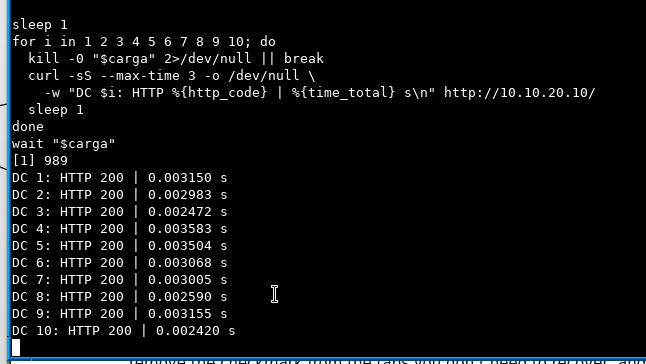 sleep 1
for i in 1 2 3 4 5 6 7 8 9 10; do
  kill -0 "$carga" 2>/dev/null || break
  curl -sS --max-time 3 -o /dev/null \
    -w "DC $i: HTTP %{http_code} | %{time_total} s\n" http://10.10.20.10/
  sleep 1
done
wait "$carga"
[1] 989
DC 1: HTTP 200 | 0.003150 s
DC 2: HTTP 200 | 0.002983 s
DC 3: HTTP 200 | 0.002472 s
DC 4: HTTP 200 | 0.003583 s
DC 5: HTTP 200 | 0.003504 s
DC 6: HTTP 200 | 0.003068 s
DC 7: HTTP 200 | 0.003005 s
DC 8: HTTP 200 | 0.002590 s
DC 9: HTTP 200 | 0.003155 s
DC 10: HTTP 200 | 0.002420 s